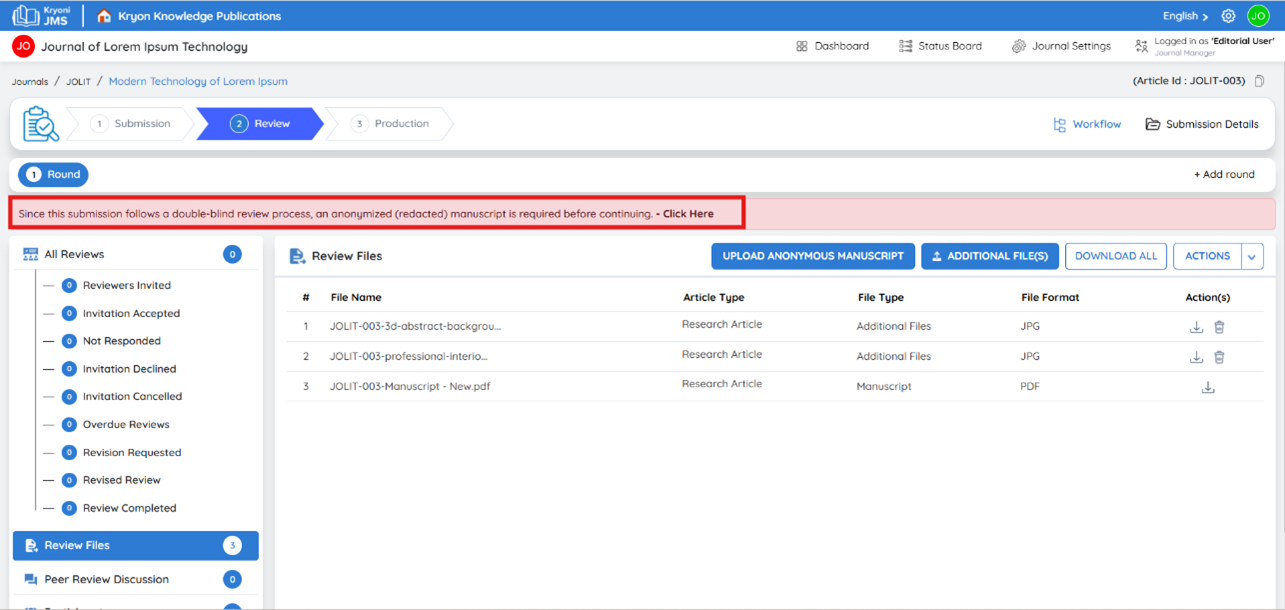 Kryoni
JMS
Kryon Knowledge Publications
English >
JO
JO
Journal of Lorem Ipsum Technology
Dashboard
Status Board
Journal Settings
Logged in as 'Editorial User'
Journal Manager
Journals / JOLIT / Modern Technology of Lorem Ipsum
(Article Id : JOLIT-003)
1 Submission
2 Review
3 Production
Workflow
Submission Details
1 Round
+ Add round
Since this submission follows a double-blind review process, an anonymized (redacted) manuscript is required before continuing. - Click Here
All Reviews 0
0 Reviewers Invited
0 Invitation Accepted
0 Not Responded
0 Invitation Declined
0 Invitation Cancelled
0 Overdue Reviews
0 Revision Requested
0 Revised Review
0 Review Completed
Review Files 3
Peer Review Discussion 0
Review Files
UPLOAD ANONYMOUS MANUSCRIPT
ADDITIONAL FILE(S)
DOWNLOAD ALL
ACTIONS
# File Name Article Type File Type File Format Action(s)
1 JOLIT-003-3d-abstract-backgrou... Research Article Additional Files JPG
2 JOLIT-003-professional-interio... Research Article Additional Files JPG
3 JOLIT-003-Manuscript - New.pdf Research Article Manuscript PDF